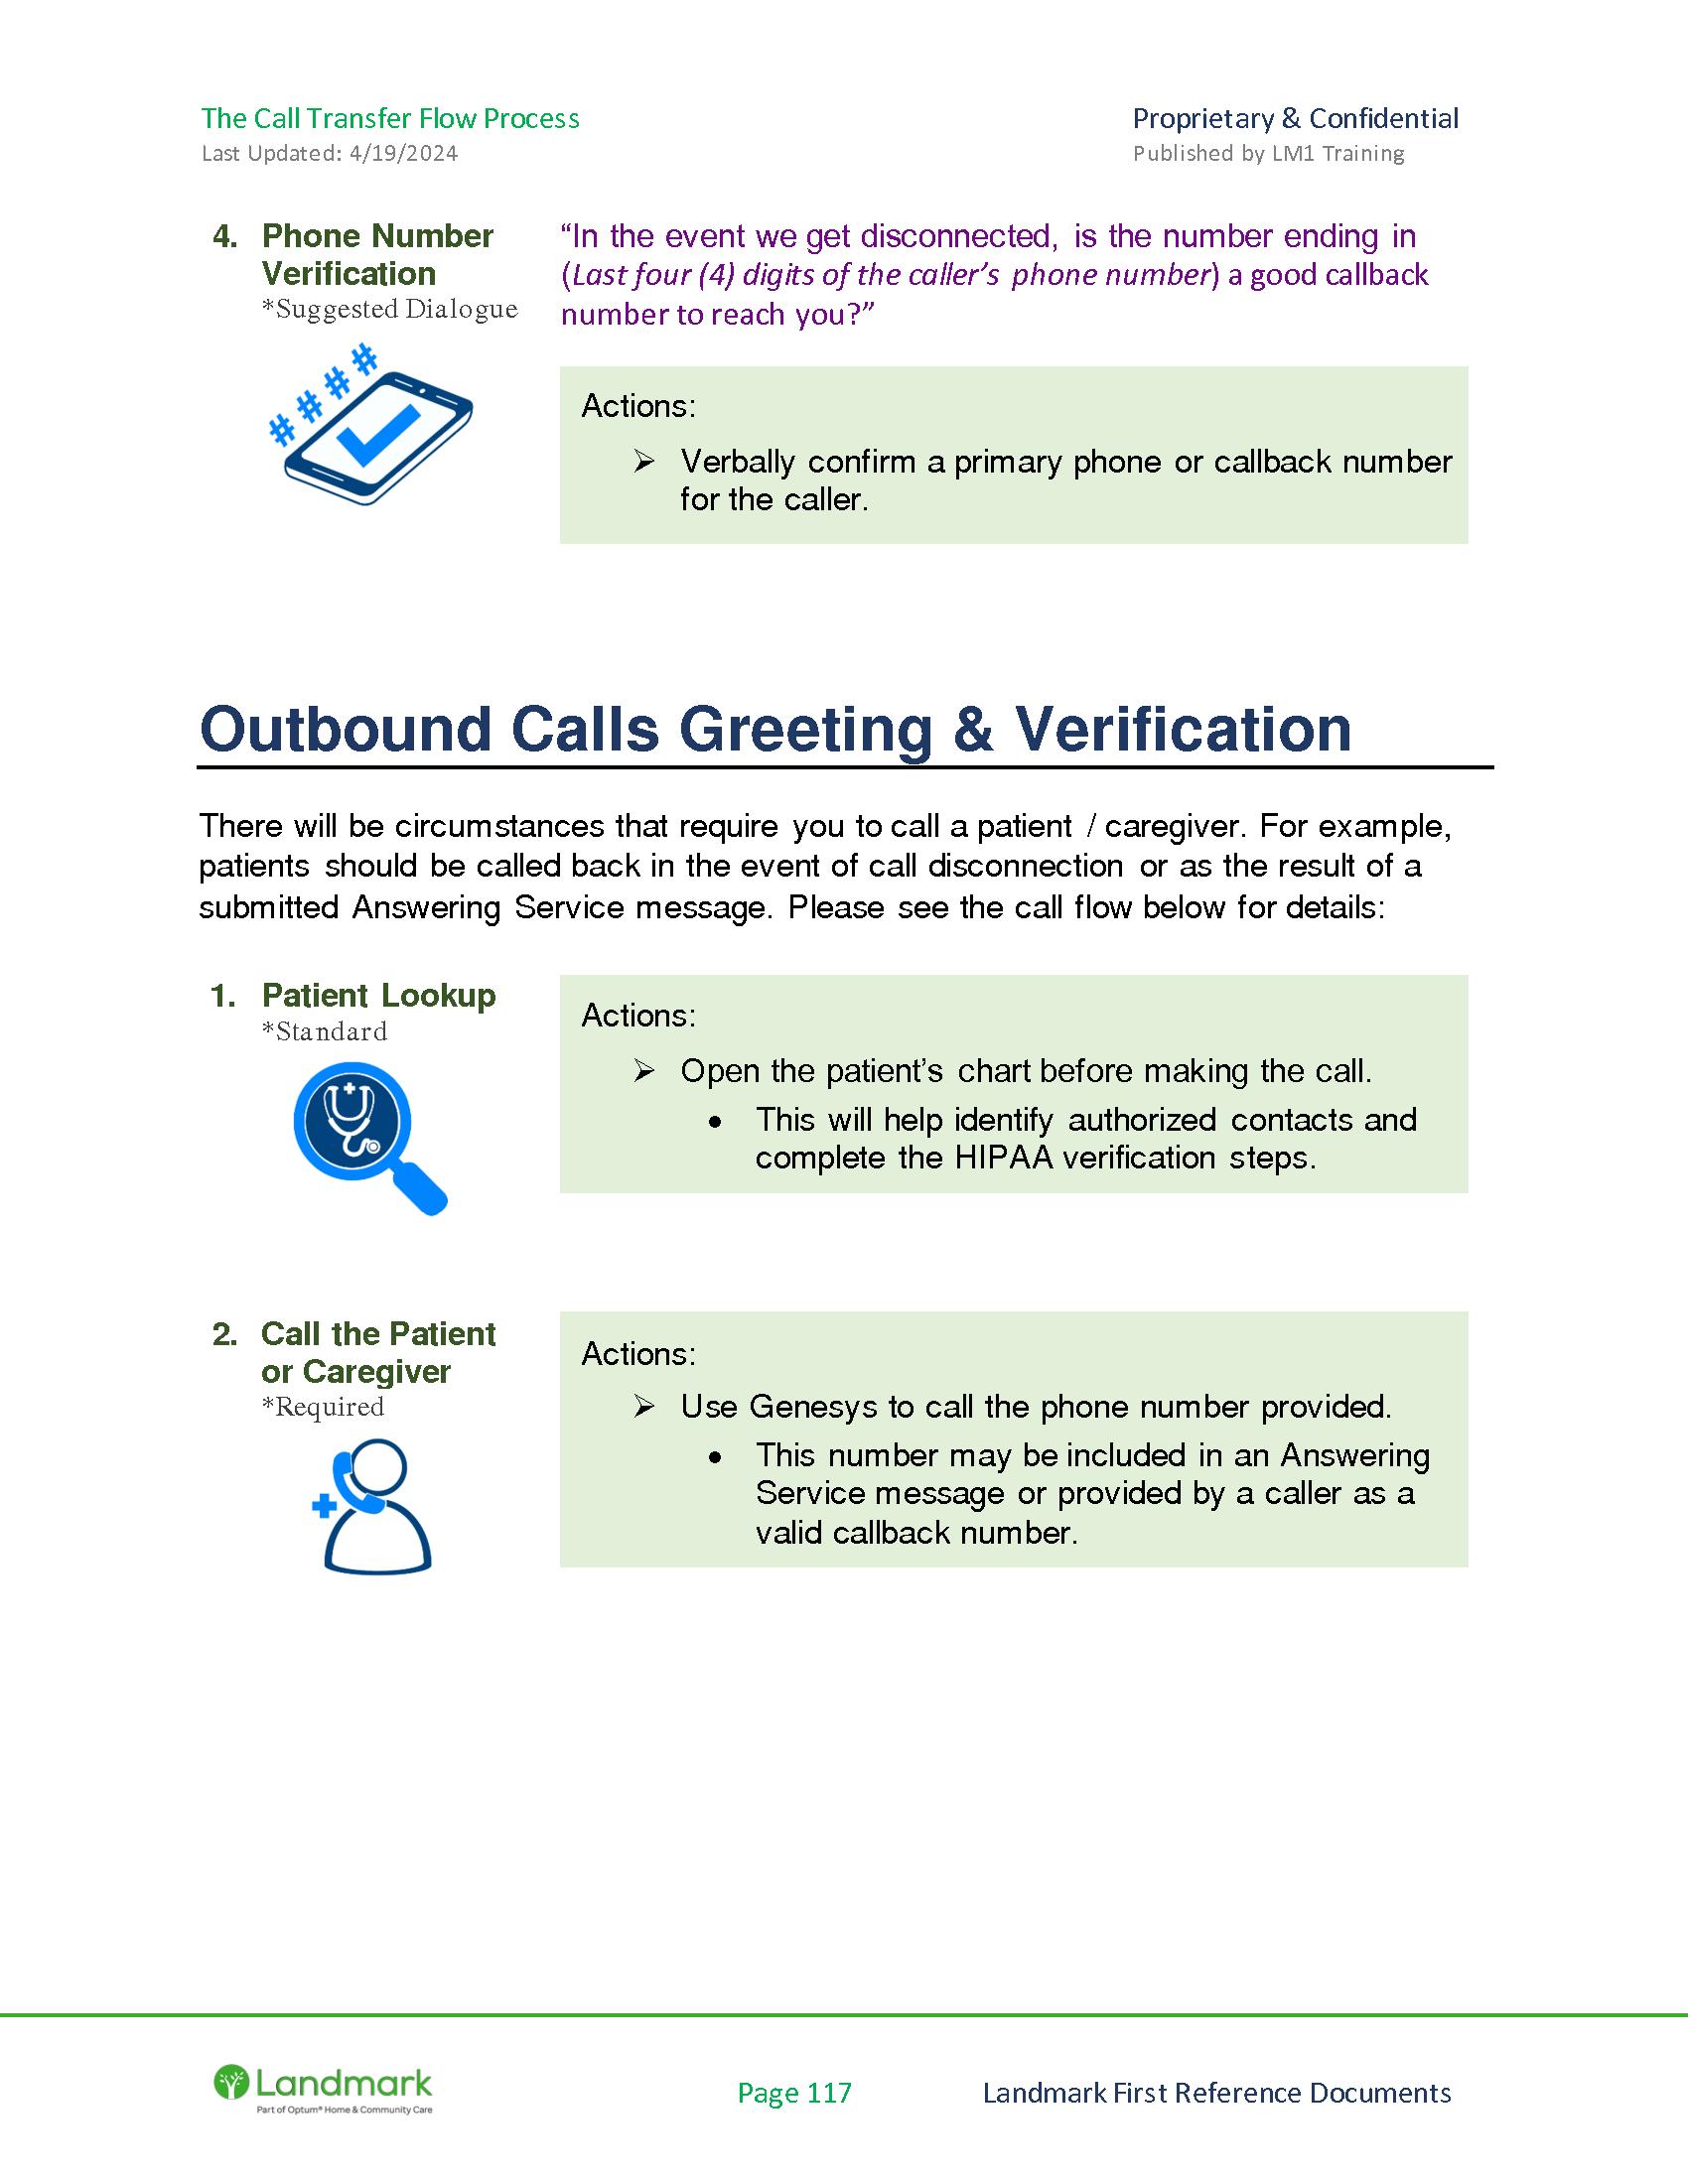 The Call Transfer Flow Process
Proprietary & Confidential
Last Updated: 4/19/2024
Published by LM1 Training
4. Phone Number
Verification
*Suggested Dialogue
“In the event we get disconnected, is the number ending in
(Last four (4) digits of the caller’s phone number) a good callback
number to reach you?”
# # # #
Actions:
➢ Verbally confirm a primary phone or callback number
for the caller.
Outbound Calls Greeting & Verification
There will be circumstances that require you to call a patient / caregiver. For example,
patients should be called back in the event of call disconnection or as the result of a
submitted Answering Service message. Please see the call flow below for details:
1. Patient Lookup
*Standard
Actions:
➢ Open the patient’s chart before making the call.
• This will help identify authorized contacts and
complete the HIPAA verification steps.
2. Call the Patient
or Caregiver
*Required
Actions:
➢ Use Genesys to call the phone number provided.
• This number may be included in an Answering
Service message or provided by a caller as a
valid callback number.
Landmark
Part of Optum® Home & Community Care
Page 117
Landmark First Reference Documents